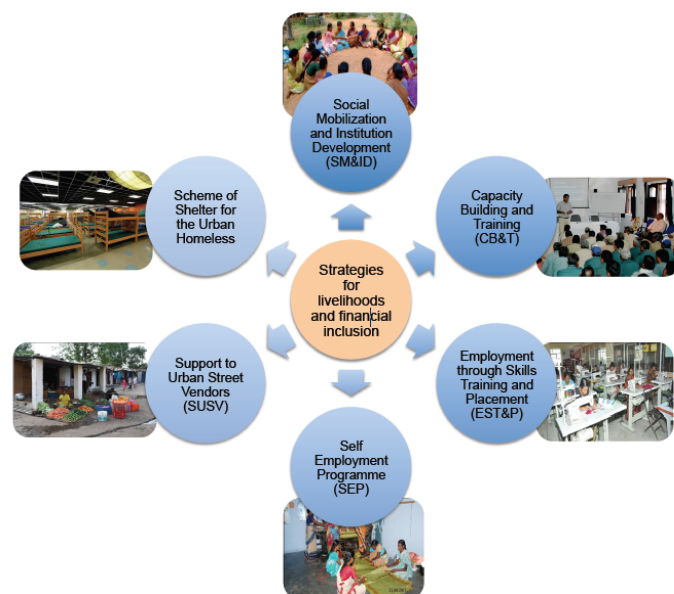 Social
Mobilization
and Institution
Development
(SM&ID)
Capacity
Building and
Training
(CB&T)
Employment
through Skills
Training and
Placement
(EST&P)
Self
Employment
Programme
(SEP)
Support to
Urban Street
Vendors
(SUSV)
Scheme of
Shelter for
the Urban
Homeless
Strategies
for
livelihoods
and financial
inclusion